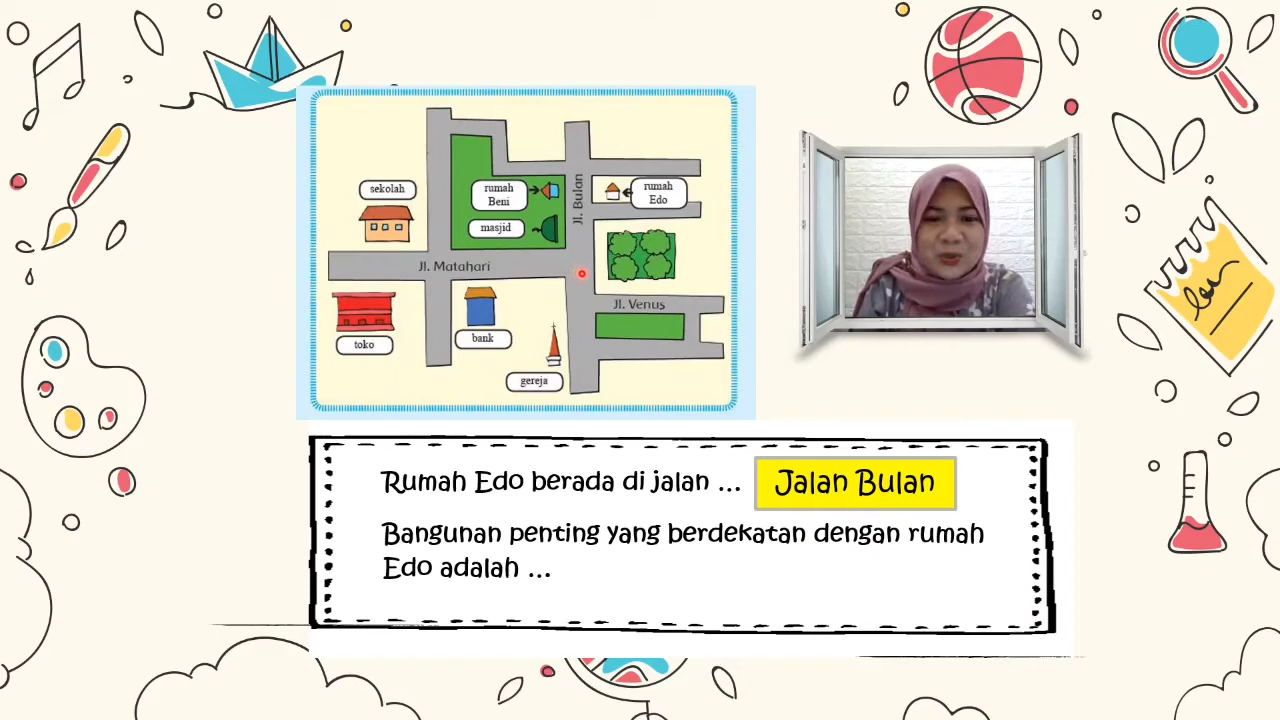 sekolah
rumah
Beni
masjid
Jl. Bulan
rumah
Edo
Jl. Matahari
Jl. Venus
toko
bank
gereja
Rumah Edo berada di jalan ... Jalan Bulan
Bangunan penting yang berdekatan dengan rumah
Edo adalah ...